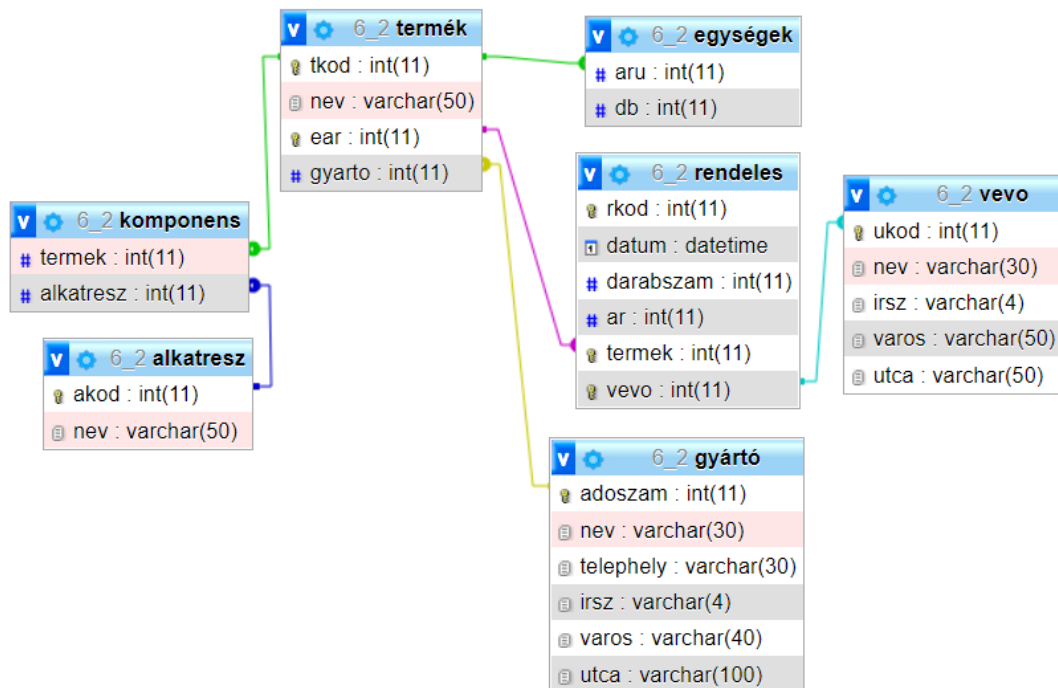 v 6_2 termék
tkod : int(11)
nev : varchar(50)
ear : int(11)
# gyarto : int(11)
v 6_2 egységek
# aru : int(11)
# db : int(11)
v 6_2 rendeles
rkod : int(11)
datum : datetime
# darabszam : int(11)
# ar : int(11)
termek : int(11)
vevo : int(11)
v 6_2 vevo
ukod : int(11)
nev : varchar(30)
irsz : varchar(4)
varos : varchar(50)
utca : varchar(50)
v 6_2 komponens
# termek : int(11)
# alkatresz : int(11)
v 6_2 alkatresz
akod : int(11)
nev : varchar(50)
v 6_2 gyártó
adoszam : int(11)
nev : varchar(30)
telephely : varchar(30)
irsz : varchar(4)
varos : varchar(40)
utca : varchar(100)